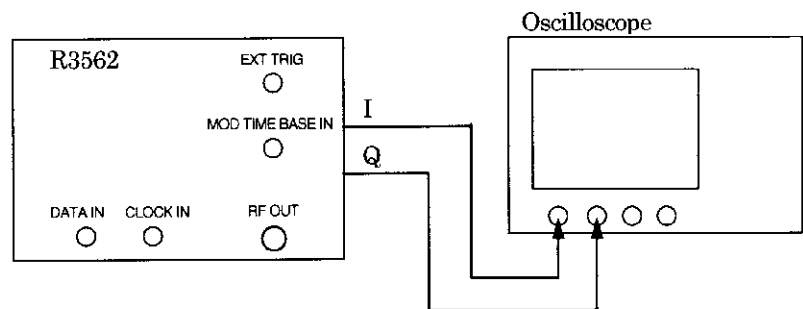 Oscilloscope
R3562
EXT TRIG
I
MOD TIME BASE IN
Q
DATA IN CLOCK IN RF OUT